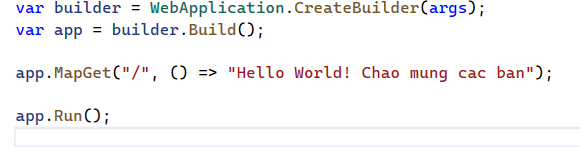 var builder = WebApplication.CreateBuilder(args);
var app = builder.Build();
app.MapGet("/", () => "Hello World! Chao mung cac ban");
app.Run();